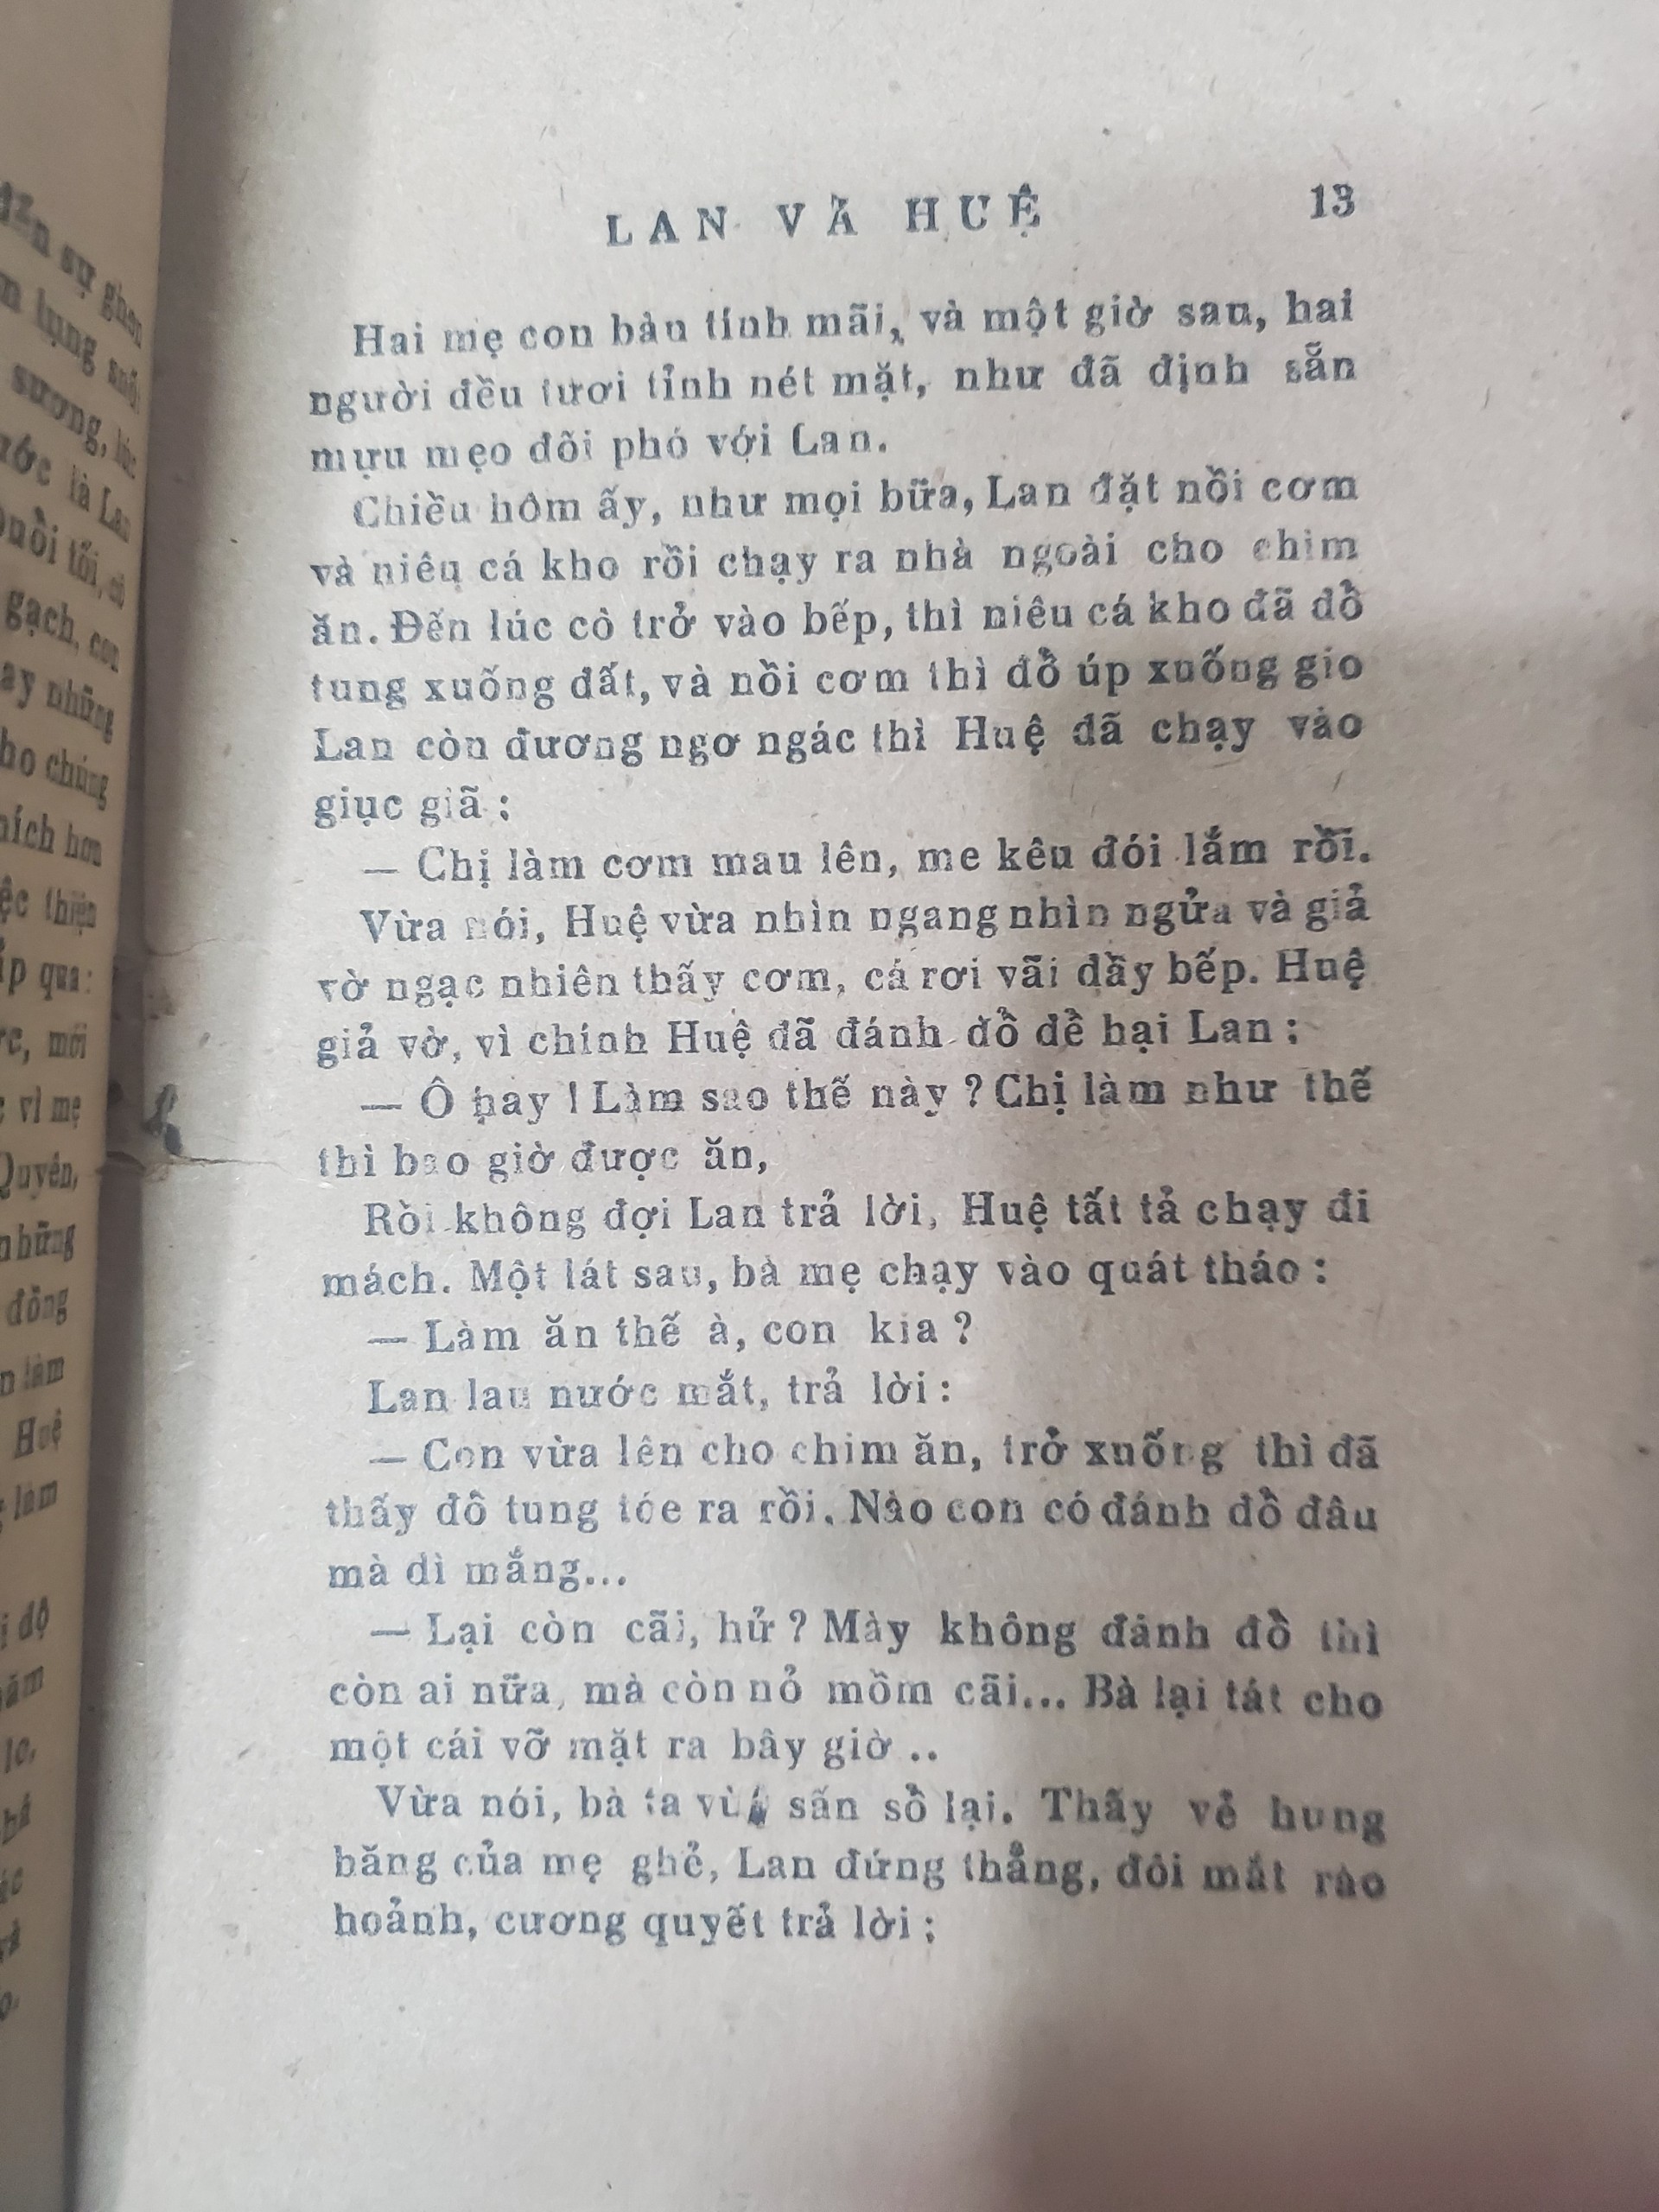 LAN VÀ HUỆ 13
Hai mẹ con bàn tính mãi, và một giờ sau, hai
người đều tươi tỉnh nét mặt, như đã định sẵn
mưu mẹo đối phó với Lan.
Chiều hôm ấy, như mọi bữa, Lan đặt nồi cơm
và niêu cá kho rồi chạy ra nhà ngoài cho chim
ăn. Đến lúc cô trở vào bếp, thì niêu cá kho đã đổ
tung xuống đất, và nồi cơm thì đổ úp xuống gio
Lan còn đương ngơ ngác thì Huệ đã chạy vào
giục giã :
— Chị làm cơm mau lên, me kêu đói lắm rồi.
Vừa nói, Huệ vừa nhìn ngang nhìn ngửa và giả
vờ ngạc nhiên thấy cơm, cá rơi vãi đầy bếp. Huệ
giả vờ, vì chính Huệ đã đánh đổ để hại Lan :
— Ô hay ! Làm sao thế này ? Chị làm như thế
thì bao giờ được ăn,
Rồi không đợi Lan trả lời, Huệ tất tả chạy đi
mách. Một lát sau, bà mẹ chạy vào quát tháo :
— Làm ăn thế à, con kia ?
Lan lau nước mắt, trả lời :
— Con vừa lên cho chim ăn, trở xuống thì đã
thấy đổ tung tóe ra rồi. Nào con có đánh đổ đâu
mà dì mắng...
— Lại còn cãi, hử ? Mày không đánh đổ thì
còn ai nữa, mà còn nỏ mồm cãi... Bà lại tát cho
một cái vỡ mặt ra bây giờ ..
Vừa nói, bà ta vừa sấn sổ lại. Thấy vẻ hung
băng của mẹ ghẻ, Lan đứng thẳng, đôi mắt ráo
hoảnh, cương quyết trả lời ;